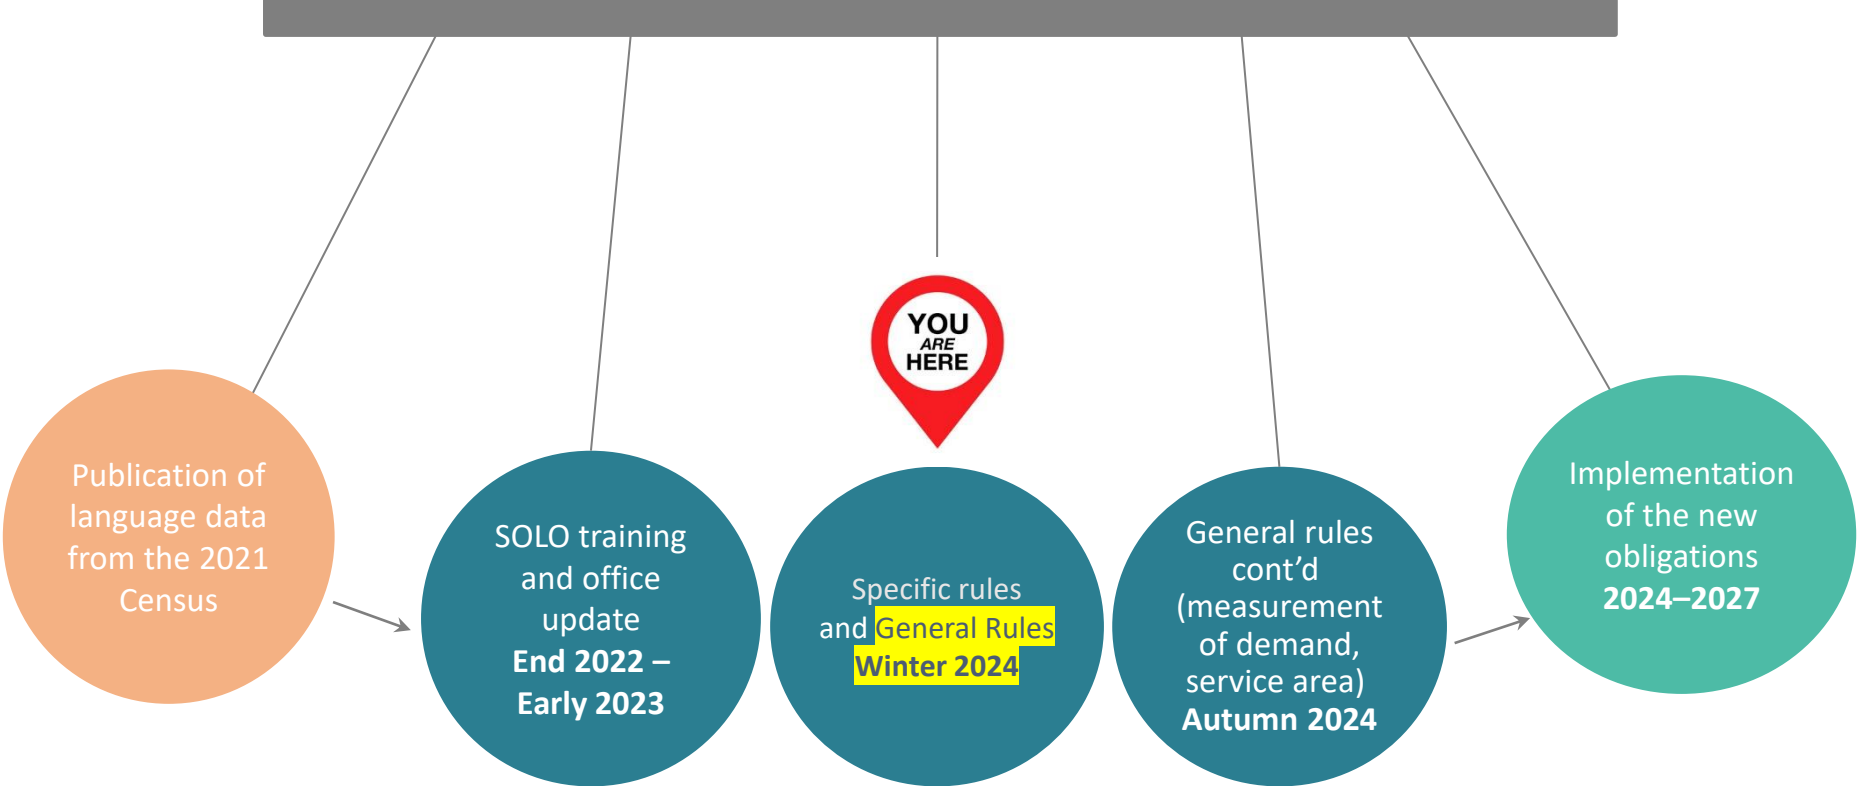 YOU
ARE
HERE
Publication of
language data
from the 2021
Census
SOLO training
and office
update
End 2022 –
Early 2023
Specific rules
and General Rules
Winter 2024
General rules
cont’d
(measurement
of demand,
service area)
Autumn 2024
Implementation
of the new
obligations
2024–2027